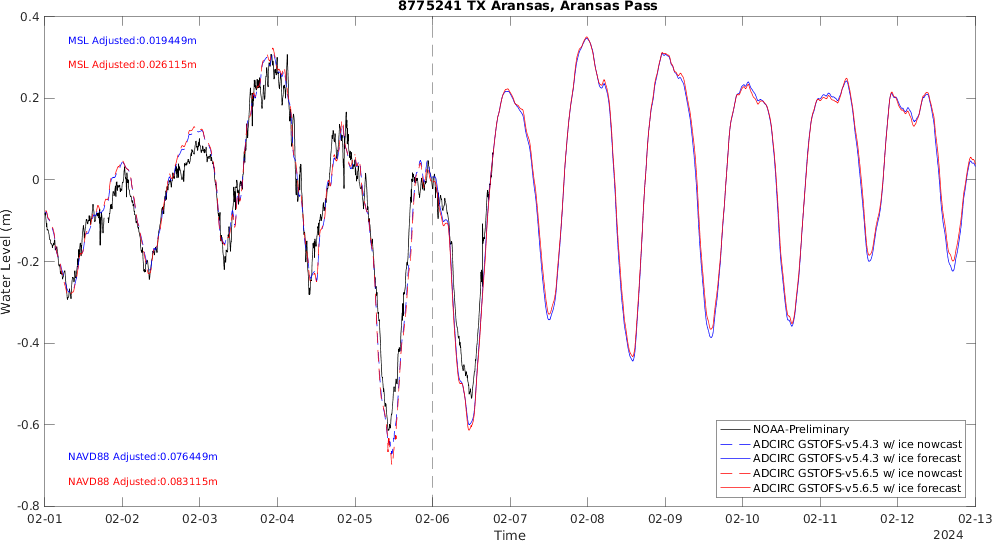 8775241 TX Aransas, Aransas Pass
MSL Adjusted:0.019449m
MSL Adjusted:0.026115m
NAVD88 Adjusted:0.076449m
NAVD88 Adjusted:0.083115m
Water Level (m)
0.4
0.2
0
-0.2
-0.4
-0.6
-0.8
NOAA-Preliminary
ADCIRC GSTOFS-v5.4.3 w/ ice nowcast
ADCIRC GSTOFS-v5.4.3 w/ ice forecast
ADCIRC GSTOFS-v5.6.5 w/ ice nowcast
ADCIRC GSTOFS-v5.6.5 w/ ice forecast
02-01 02-02 02-03 02-04 02-05 02-06 02-07 02-08 02-09 02-10 02-11 02-12 02-13
Time
2024